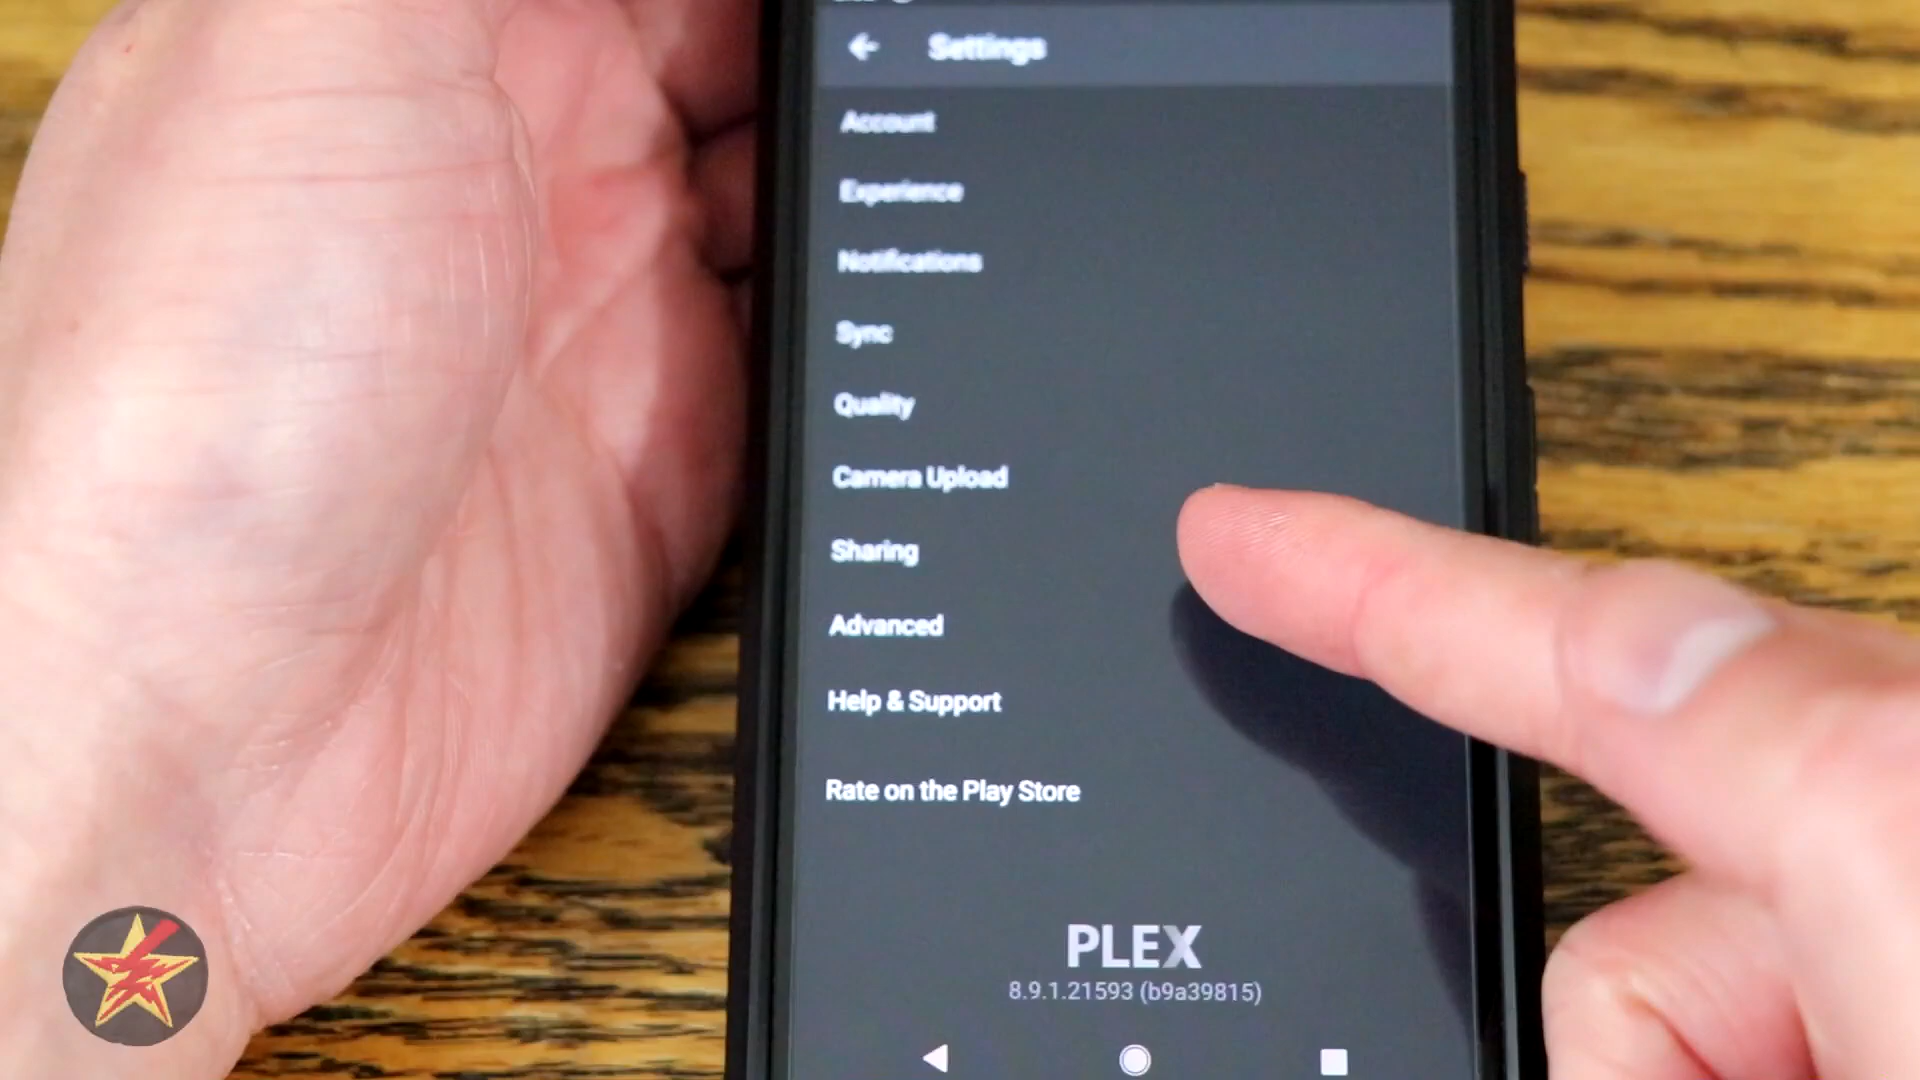 Settings
Account
Experience
Notifications
Sync
Quality
Camera Upload
Sharing
Advanced
Help & Support
Rate on the Play Store
PLEX
8.9.1.21593 (b9a39815)